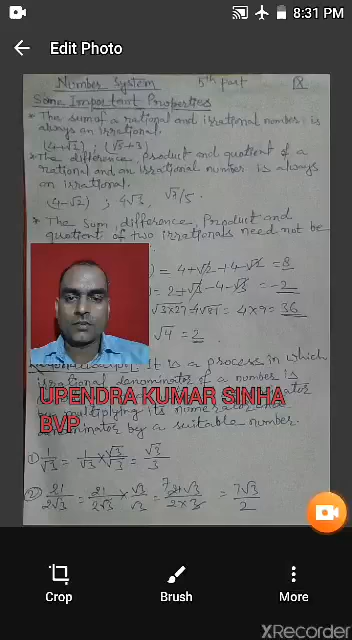 8:31 PM
Edit Photo
Number System 5th part IX
Some Important Properties
* The sum of a rational and irrational number is
always an irrational.
(4+√2), (√5+3)
* The difference, product and quotient of a
rational and an irrational number is always
an irrational.
(4-√2) ; 4√3, √7/5.
* The Sum, difference, Product and
quotient of two irrationals need not be
) = 4+√2+4-√2 = 8
) = 2+√3-4-√3 = -2
√3×27 = 4×9 = 36
√4 = 2
It is a process in which
irrational denominator of a number is
UPENDRA KUMAR SINHA
by multiplying its numerator and
BVP
denominator by a suitable number.
① 1/√3 = 1/√3 × √3/√3 = √3/3
② 21/2√3 = 21/2√3 × √3/√3 = 7 21√3/2×3 = 7√3/2
Crop Brush More
XRecorder